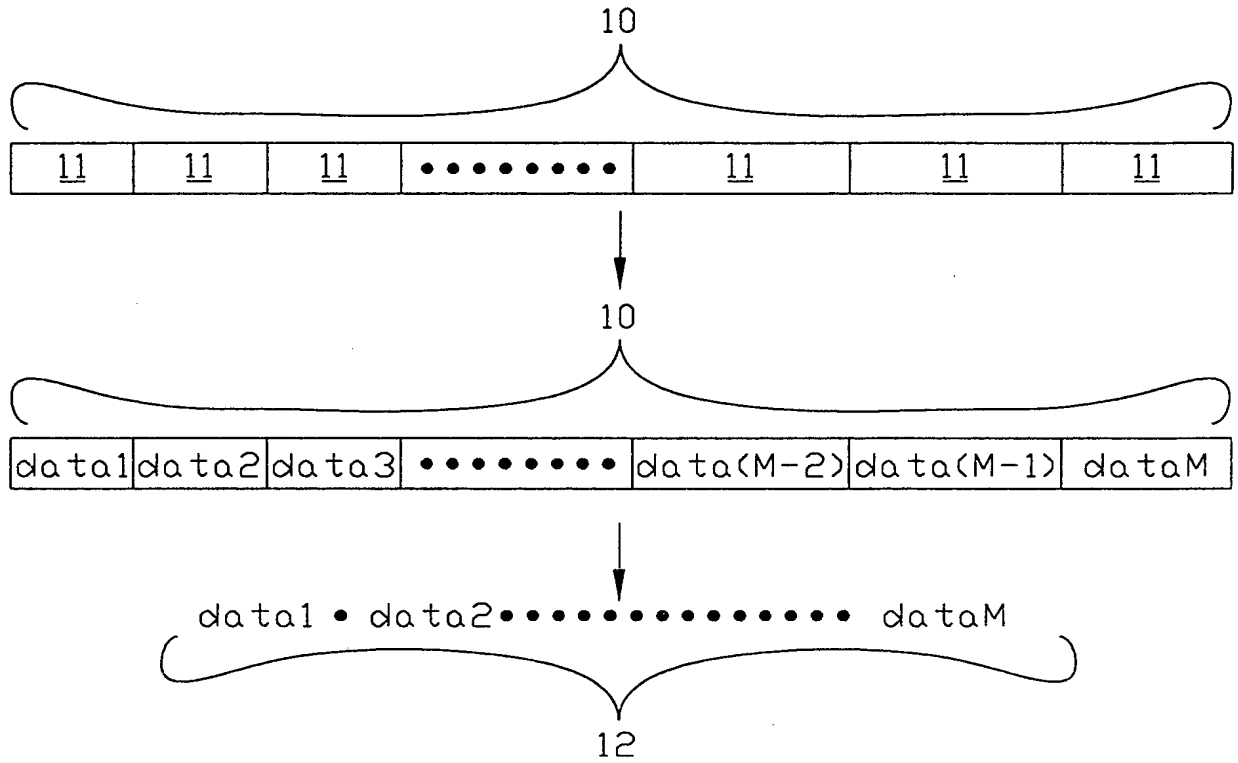 10
11 11 11 •••••••• 11 11 11
10
data1 data2 data3 •••••••• data(M-2) data(M-1) dataM
data1 • data2•••••••••••••• dataM
12